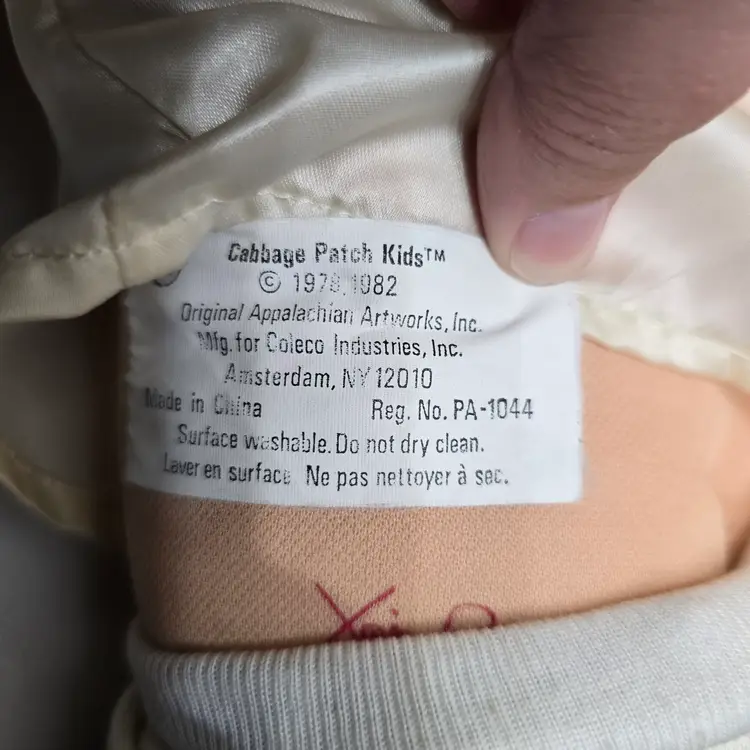 Cabbage Patch Kids™
© 1978, 1982
Original Appalachian Artworks, Inc.
Mfg. for Coleco Industries, Inc.
Amsterdam, NY 12010
Made in China Reg. No. PA-1044
Surface washable. Do not dry clean.
Laver en surface Ne pas nettoyer à sec.